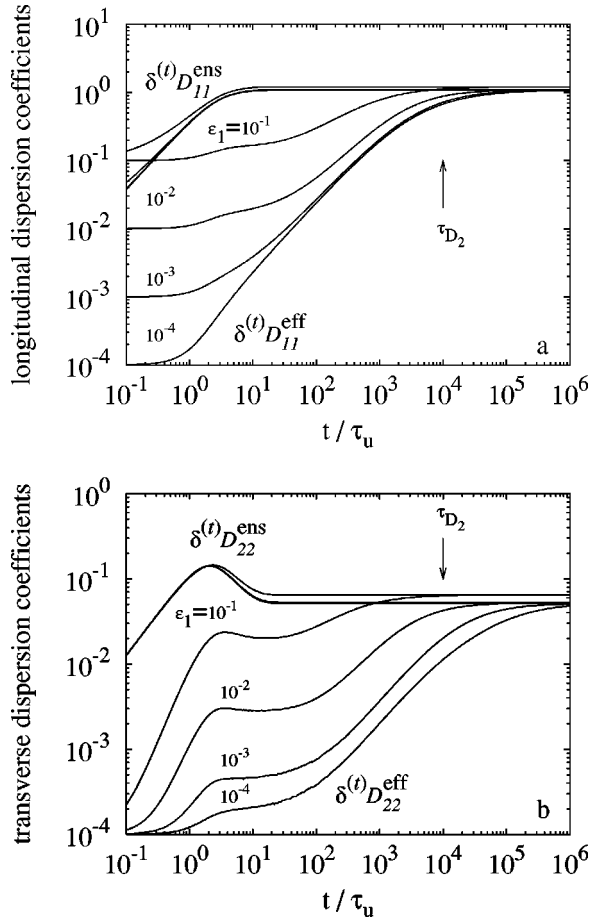 longitudinal dispersion coefficients
10¹
10⁰
10⁻¹
10⁻²
10⁻³
10⁻⁴
δ⁽ᵗ⁾D₁₁ᵉⁿˢ
ε₁=10⁻¹
10⁻²
10⁻³
10⁻⁴
δ⁽ᵗ⁾D₁₁ᵉᶠᶠ
τ_D₂
a
10⁻¹ 10⁰ 10¹ 10² 10³ 10⁴ 10⁵ 10⁶
t / τᵤ
transverse dispersion coefficients
10⁰
10⁻¹
10⁻²
10⁻³
10⁻⁴
τ_D₂
δ⁽ᵗ⁾D₂₂ᵉⁿˢ
ε₁=10⁻¹
10⁻²
10⁻³
10⁻⁴
δ⁽ᵗ⁾D₂₂ᵉᶠᶠ
b
10⁻¹ 10⁰ 10¹ 10² 10³ 10⁴ 10⁵ 10⁶
t / τᵤ